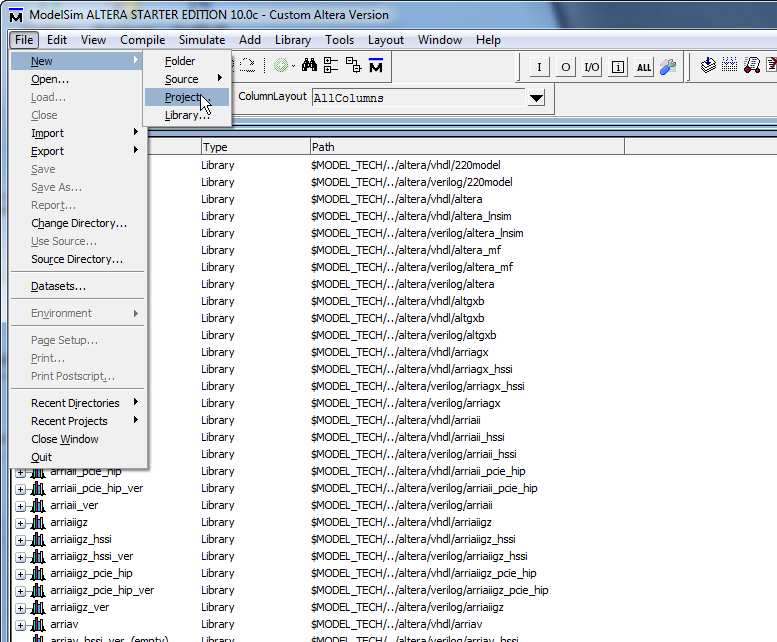 ModelSim ALTERA STARTER EDITION 10.0c - Custom Altera Version
File Edit View Compile Simulate Add Library Tools Layout Window Help
New
Open...
Load...
Close
Import
Export
Save
Save As...
Report...
Change Directory...
Use Source...
Source Directory...
Datasets...
Environment
Page Setup...
Print...
Print Postscript...
Recent Directories
Recent Projects
Close Window
Quit
Folder
Source
Project...
Library...
I O I/O i ALL
ColumnLayout AllColumns
Type Path
Library $MODEL_TECH/../altera/vhdl/220model
Library $MODEL_TECH/../altera/verilog/220model
Library $MODEL_TECH/../altera/vhdl/altera
Library $MODEL_TECH/../altera/vhdl/altera_lnsim
Library $MODEL_TECH/../altera/verilog/altera_lnsim
Library $MODEL_TECH/../altera/vhdl/altera_mf
Library $MODEL_TECH/../altera/verilog/altera_mf
Library $MODEL_TECH/../altera/verilog/altera
Library $MODEL_TECH/../altera/vhdl/altgxb
Library $MODEL_TECH/../altera/vhdl/altgxb
Library $MODEL_TECH/../altera/verilog/altgxb
Library $MODEL_TECH/../altera/vhdl/arriagx
Library $MODEL_TECH/../altera/vhdl/arriagx_hssi
Library $MODEL_TECH/../altera/verilog/arriagx_hssi
Library $MODEL_TECH/../altera/verilog/arriagx
Library $MODEL_TECH/../altera/vhdl/arriaii
Library $MODEL_TECH/../altera/vhdl/arriaii_hssi
Library $MODEL_TECH/../altera/verilog/arriaii_hssi
arriaii_pcie_hip Library $MODEL_TECH/../altera/vhdl/arriaii_pcie_hip
arriaii_pcie_hip_ver Library $MODEL_TECH/../altera/verilog/arriaii_pcie_hip
arriaii_ver Library $MODEL_TECH/../altera/verilog/arriaii
arriaiigz Library $MODEL_TECH/../altera/vhdl/arriaiigz
arriaiigz_hssi Library $MODEL_TECH/../altera/vhdl/arriaiigz_hssi
arriaiigz_hssi_ver Library $MODEL_TECH/../altera/verilog/arriaiigz_hssi
arriaiigz_pcie_hip Library $MODEL_TECH/../altera/vhdl/arriaiigz_pcie_hip
arriaiigz_pcie_hip_ver Library $MODEL_TECH/../altera/verilog/arriaiigz_pcie_hip
arriaiigz_ver Library $MODEL_TECH/../altera/verilog/arriaiigz
arriav Library $MODEL_TECH/../altera/vhdl/arriav
arriav_hssi_ver (empty) Library $MODEL_TECH/../altera/verilog/arriav_hssi